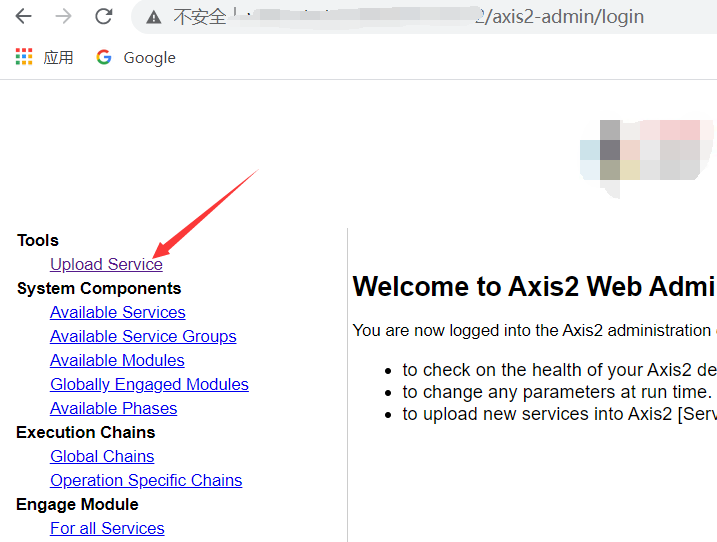 不安全
2/axis2-admin/login
应用
Google
Tools
Upload Service
System Components
Available Services
Available Service Groups
Available Modules
Globally Engaged Modules
Available Phases
Execution Chains
Global Chains
Operation Specific Chains
Engage Module
For all Services
Welcome to Axis2 Web Admi
You are now logged into the Axis2 administration
to check on the health of your Axis2 de
to change any parameters at run time.
to upload new services into Axis2 [Serv